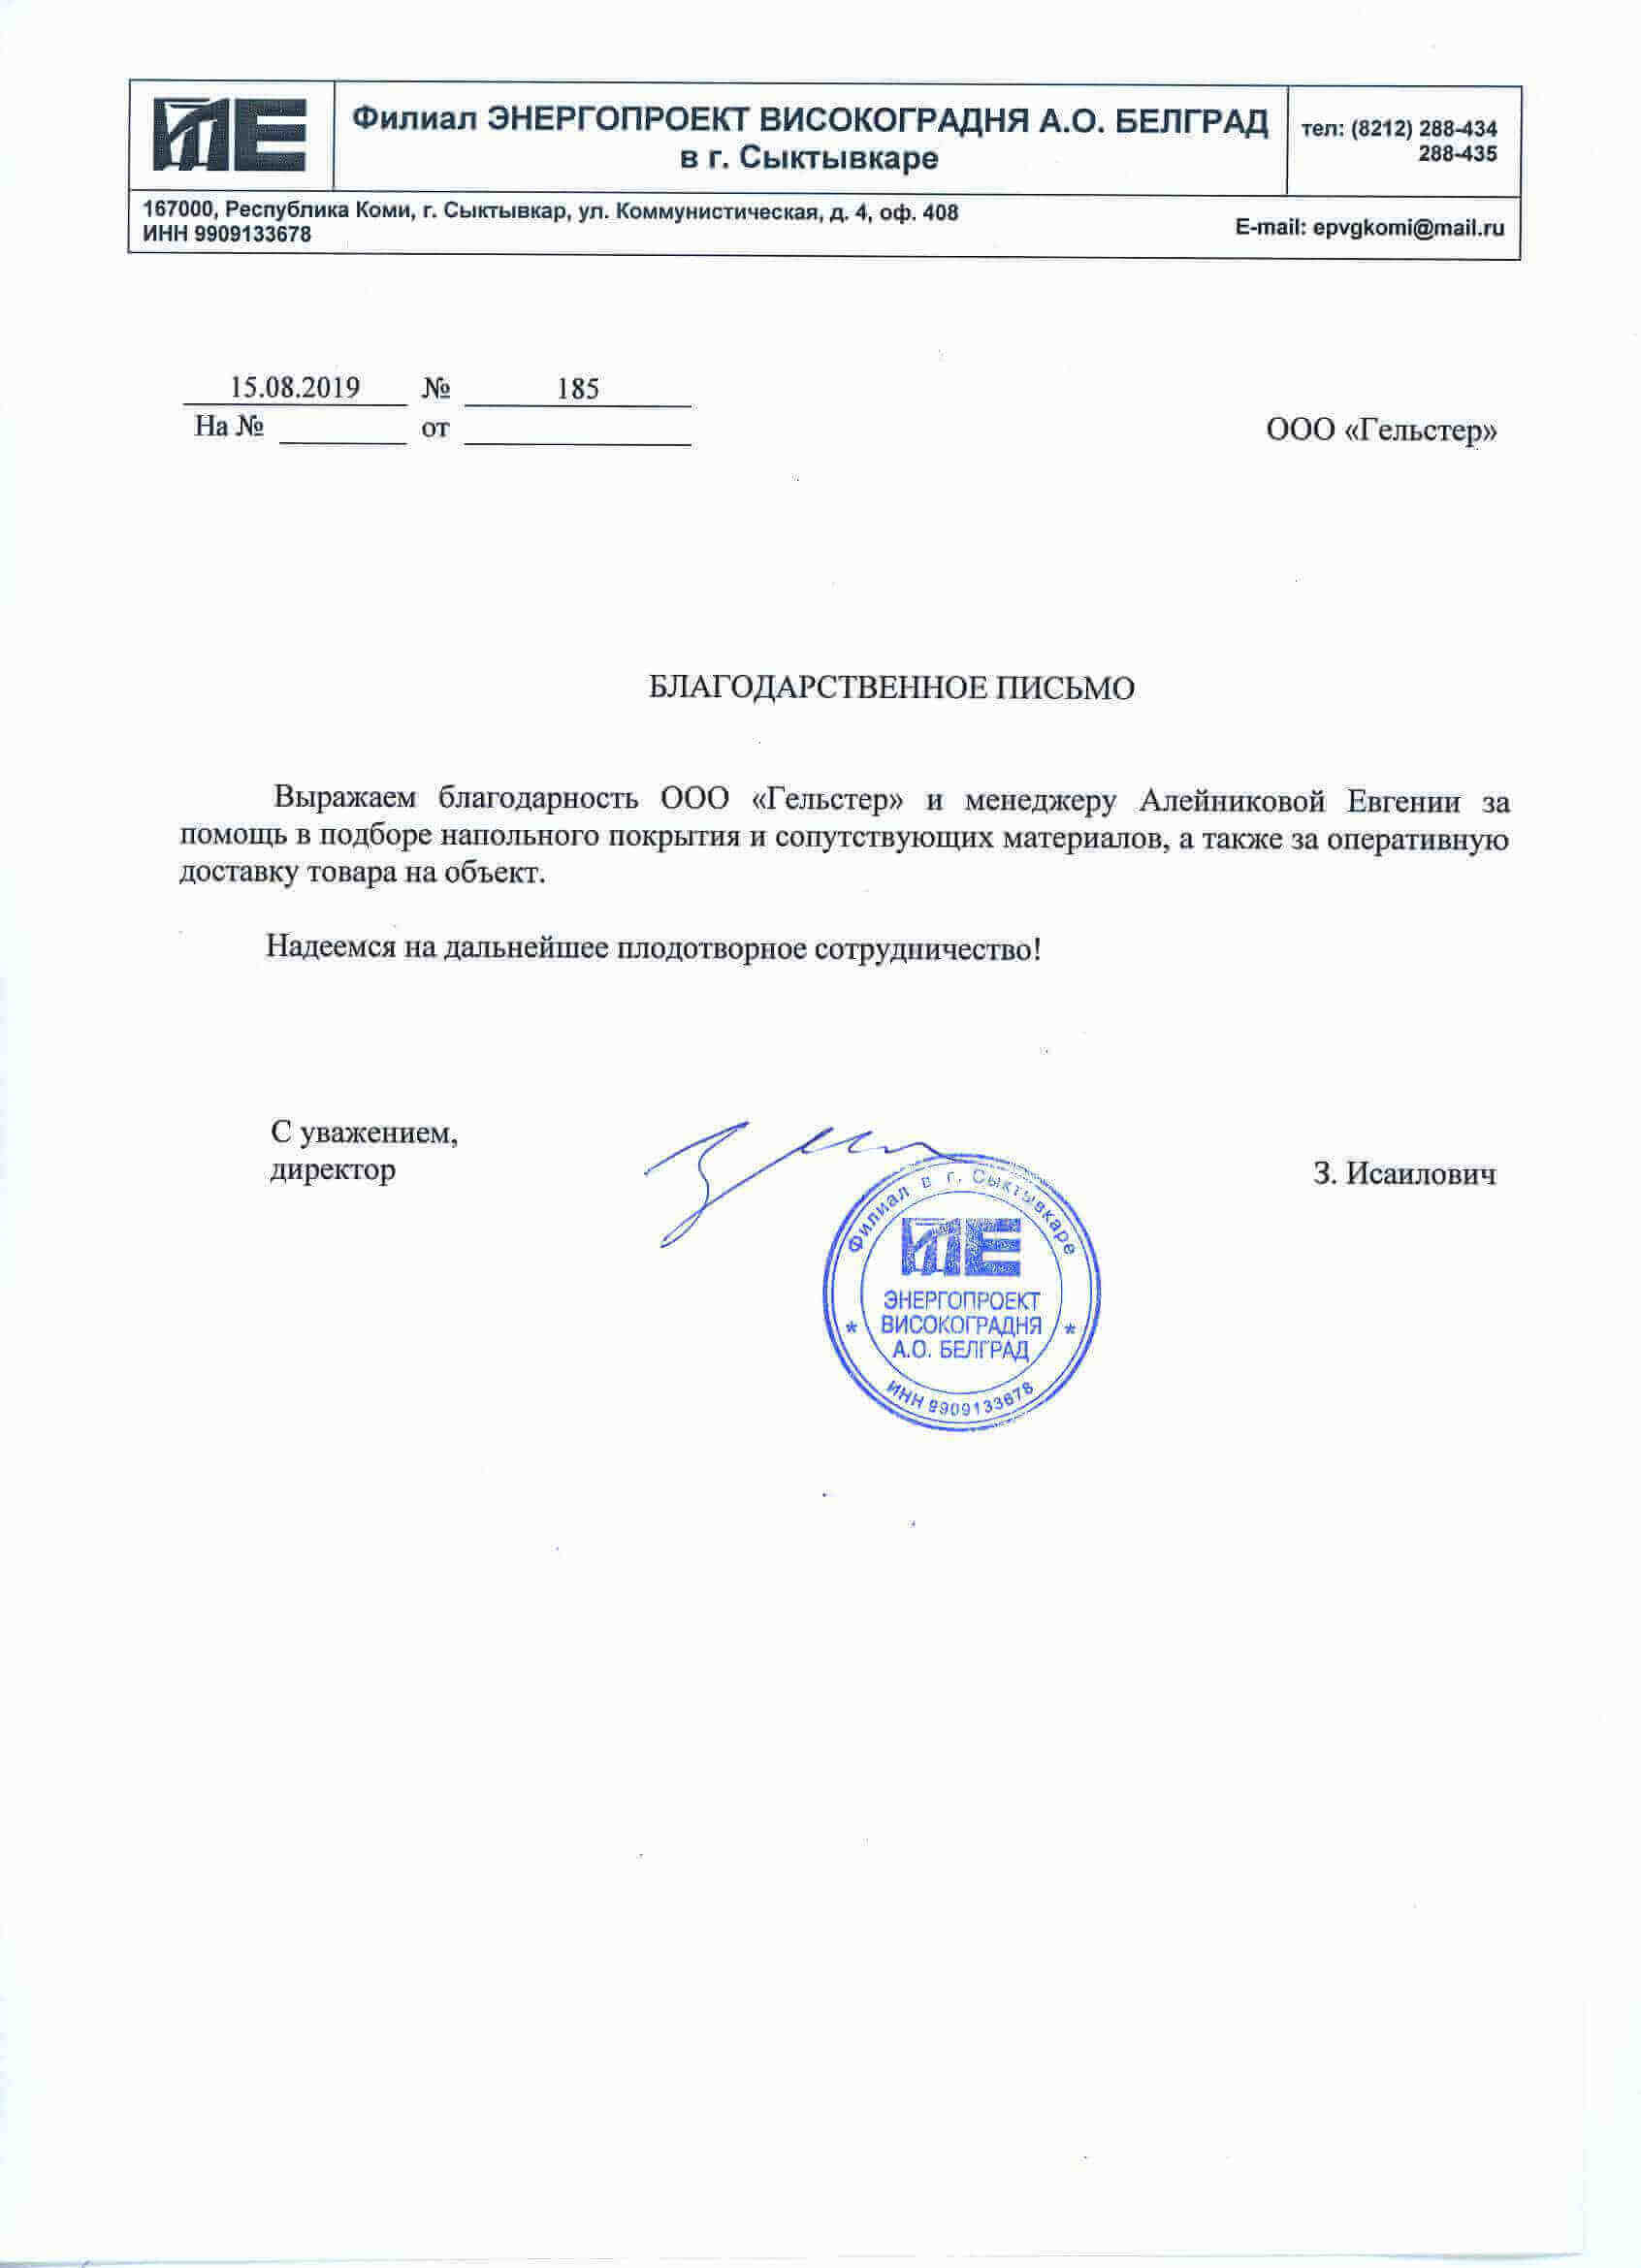 Филиал ЭНЕРГОПРОЕКТ ВИСОКОГРАДНЯ А.О. БЕЛГРАД
в г. Сыктывкаре
тел: (8212) 288-434
288-435
167000, Республика Коми, г. Сыктывкар, ул. Коммунистическая, д. 4, оф. 408
ИНН 9909133678
E-mail: epvgkomi@mail.ru
15.08.2019 № 185
На № от
ООО «Гельстер»
БЛАГОДАРСТВЕННОЕ ПИСЬМО
Выражаем благодарность ООО «Гельстер» и менеджеру Алейниковой Евгении за
помощь в подборе напольного покрытия и сопутствующих материалов, а также за оперативную
доставку товара на объект.
Надеемся на дальнейшее плодотворное сотрудничество!
С уважением,
директор
З. Исаилович
Филиал в г. Сыктывкаре
ЭНЕРГОПРОЕКТ
* ВИСОКОГРАДНЯ *
А.О. БЕЛГРАД
ИНН 9909133678